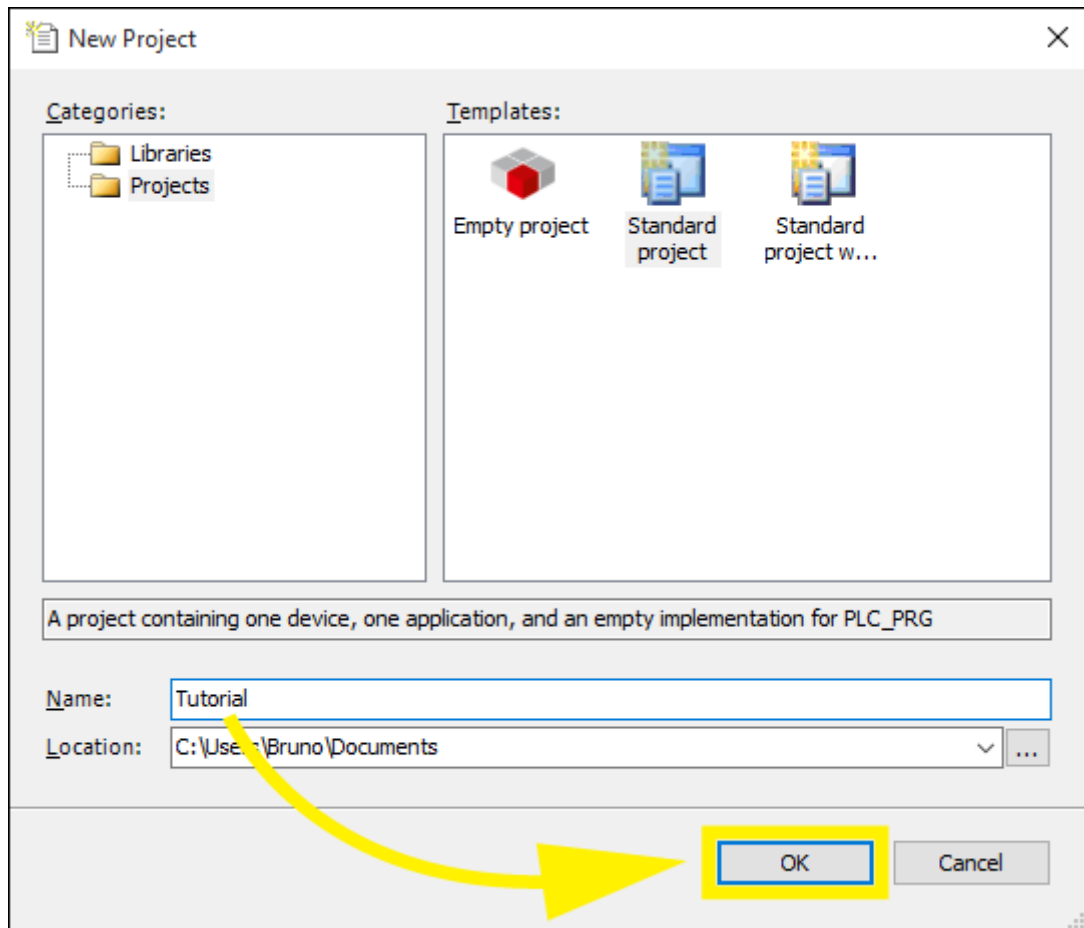 New Project
Categories:
Templates:
Libraries
Projects
Empty project
Standard
project
Standard
project w...
A project containing one device, one application, and an empty implementation for PLC_PRG
Name:
Tutorial
Location:
C:\Users\Bruno\Documents
...
OK
Cancel